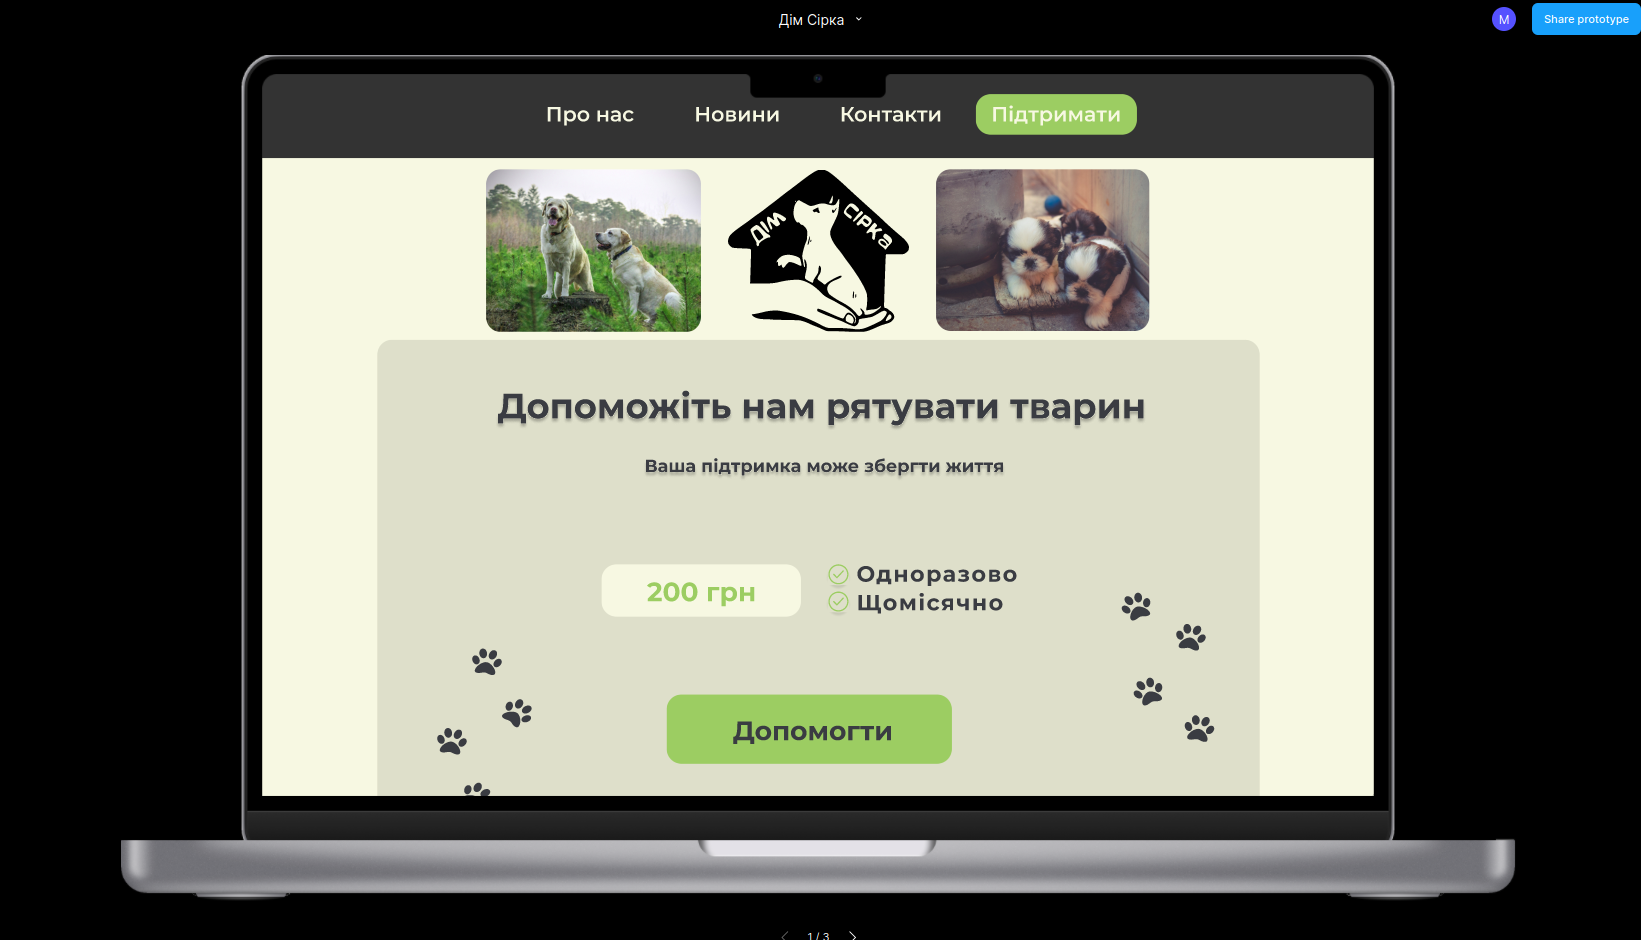 Дім Сірка
M
Share prototype
Про нас
Новини
Контакти
Підтримати
ДІМ СІРКА
Допоможіть нам рятувати тварин
Ваша підтримка може зберегти життя
200 грн
Одноразово
Щомісячно
Допомогти
1 / 3